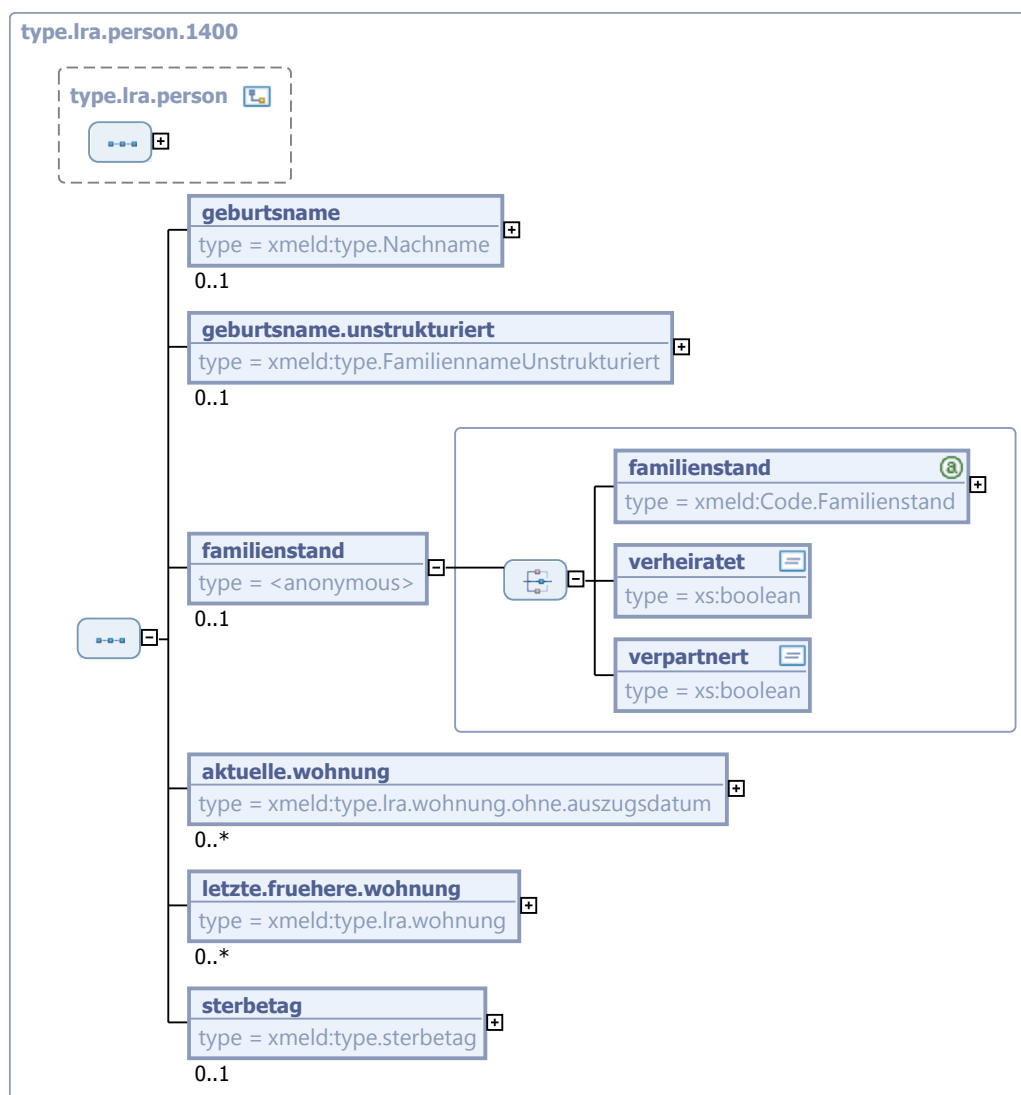 type.lra.person.1400
type.lra.person
geburtsname
type = xmeld:type.Nachname
0..1
geburtsname.unstrukturiert
type = xmeld:type.FamiliennameUnstrukturiert
0..1
familienstand
type = <anonymous>
0..1
familienstand
type = xmeld:Code.Familienstand
verheiratet
type = xs:boolean
verpartnert
type = xs:boolean
aktuelle.wohnung
type = xmeld:type.lra.wohnung.ohne.auszugsdatum
0..*
letzte.fruehere.wohnung
type = xmeld:type.lra.wohnung
0..*
sterbetag
type = xmeld:type.sterbetag
0..1